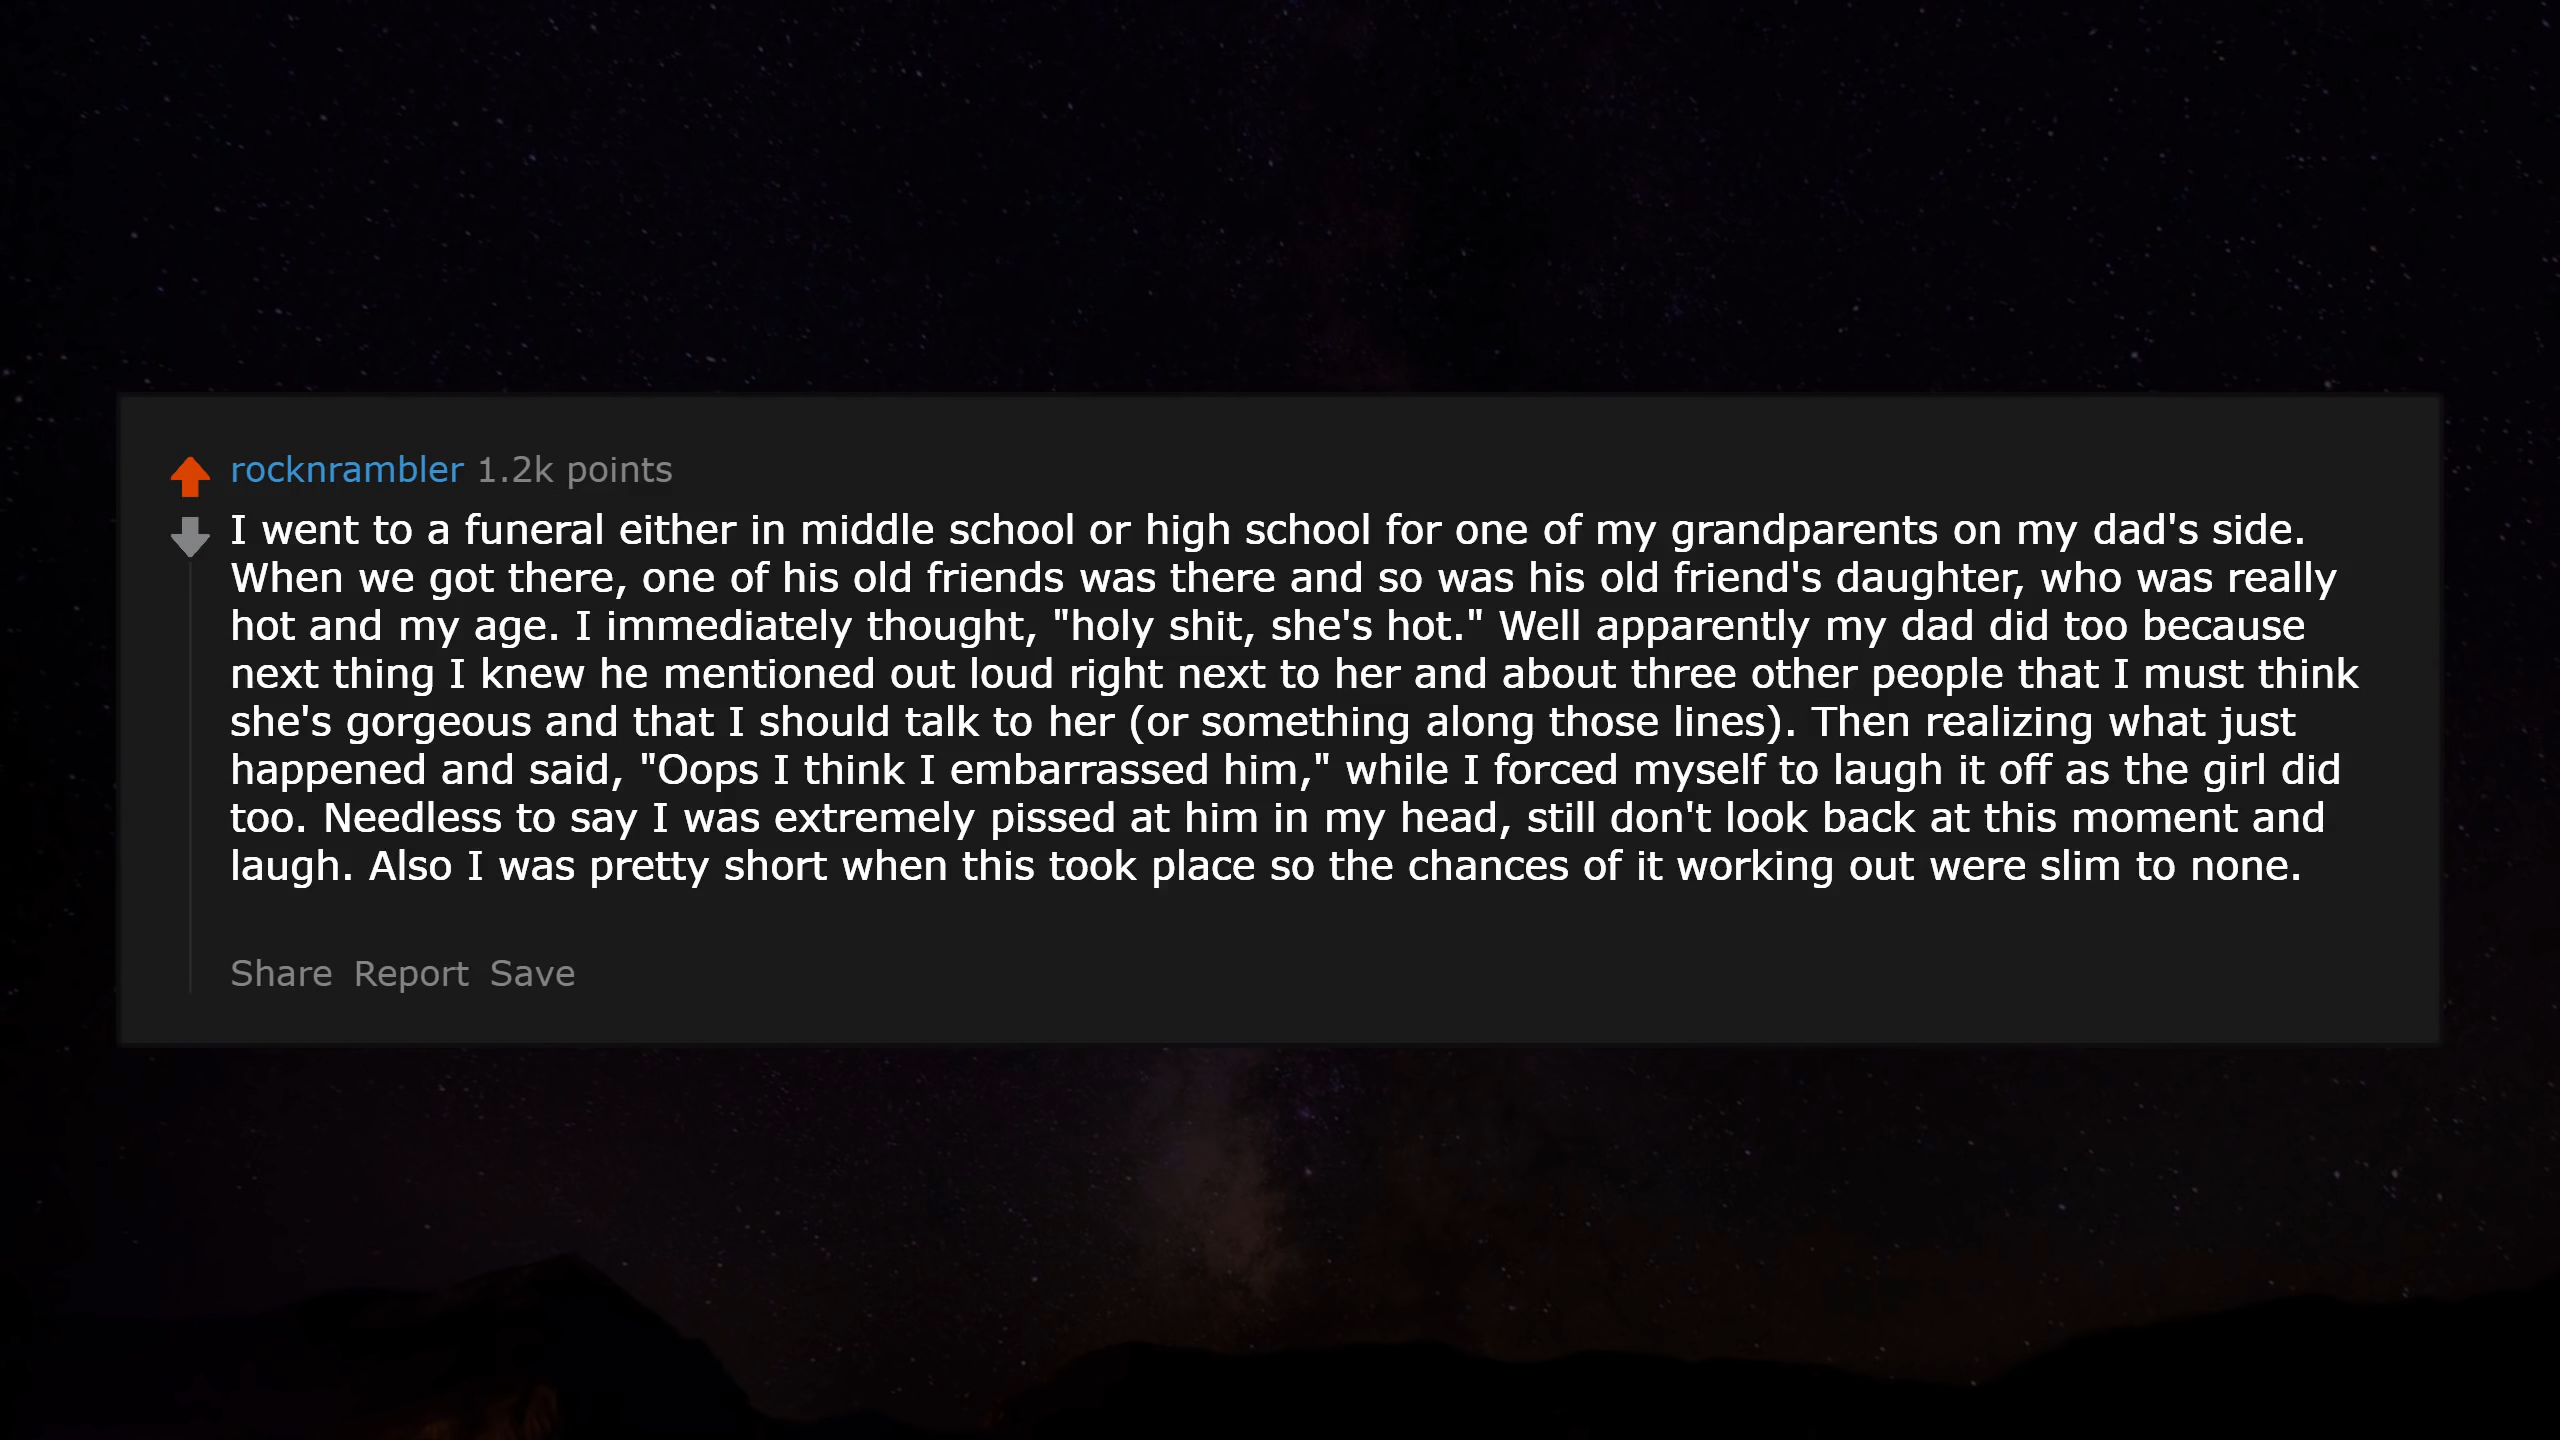 rocknrambler 1.2k points
I went to a funeral either in middle school or high school for one of my grandparents on my dad's side.
When we got there, one of his old friends was there and so was his old friend's daughter, who was really
hot and my age. I immediately thought, "holy shit, she's hot." Well apparently my dad did too because
next thing I knew he mentioned out loud right next to her and about three other people that I must think
she's gorgeous and that I should talk to her (or something along those lines). Then realizing what just
happened and said, "Oops I think I embarrassed him," while I forced myself to laugh it off as the girl did
too. Needless to say I was extremely pissed at him in my head, still don't look back at this moment and
laugh. Also I was pretty short when this took place so the chances of it working out were slim to none.
Share Report Save